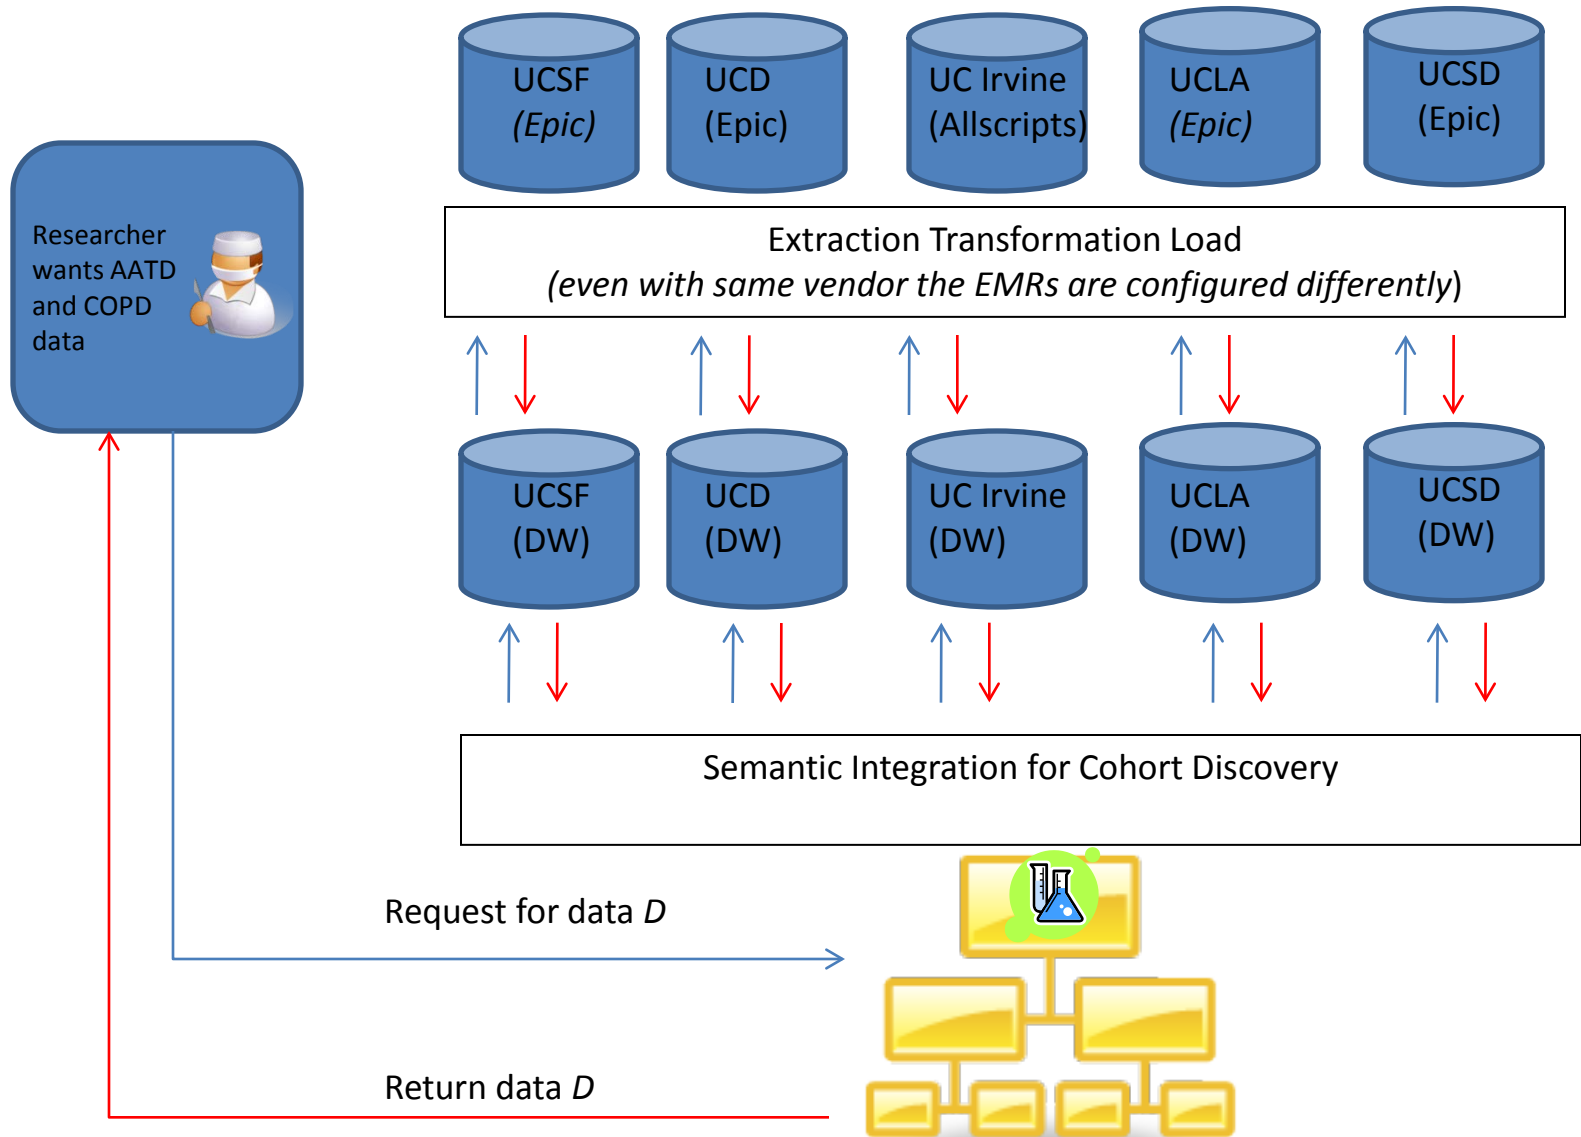 UCSF
(Epic)
UCD
(Epic)
UC Irvine
(Allscripts)
UCLA
(Epic)
UCSD
(Epic)
Researcher
wants AATD
and COPD
data
Extraction Transformation Load
(even with same vendor the EMRs are configured differently)
UCSF
(DW)
UCD
(DW)
UC Irvine
(DW)
UCLA
(DW)
UCSD
(DW)
Semantic Integration for Cohort Discovery
Request for data D
Return data D